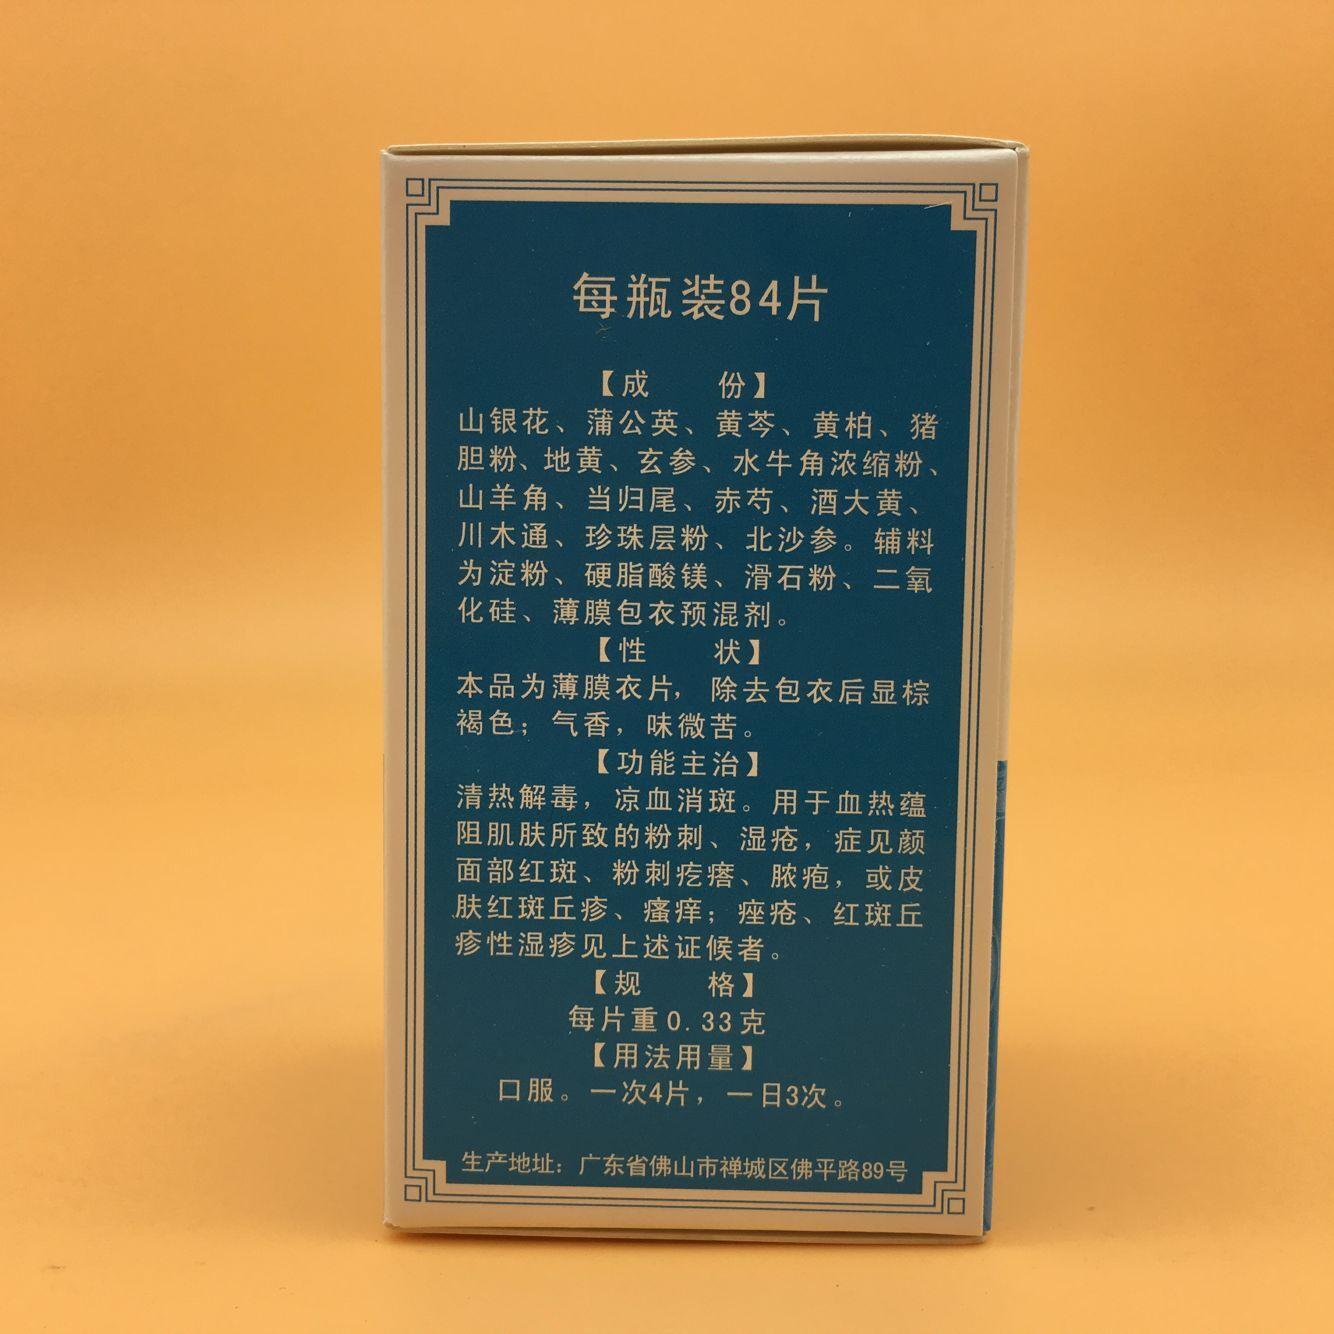 每瓶装84片
【成　　份】
山银花、蒲公英、黄芩、黄柏、猪
胆粉、地黄、玄参、水牛角浓缩粉、
山羊角、当归尾、赤芍、酒大黄、
川木通、珍珠层粉、北沙参。辅料
为淀粉、硬脂酸镁、滑石粉、二氧
化硅、薄膜包衣预混剂。
【性　　状】
本品为薄膜衣片，除去包衣后显棕
褐色；气香，味微苦。
【功能主治】
清热解毒，凉血消斑。用于血热蕴
阻肌肤所致的粉刺、湿疮，症见颜
面部红斑、粉刺疙瘩、脓疱，或皮
肤红斑丘疹、瘙痒；痤疮、红斑丘
疹性湿疹见上述证候者。
【规　　格】
每片重0.33克
【用法用量】
口服。一次4片，一日3次。
生产地址：广东省佛山市禅城区佛平路89号